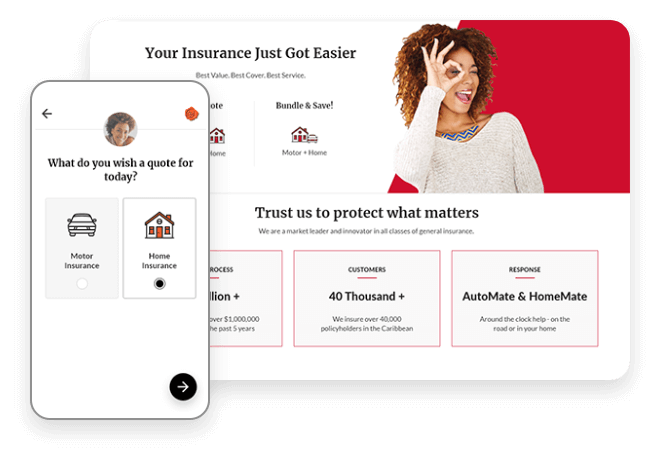 Your Insurance Just Got Easier
Best Value. Best Cover. Best Service.
Bundle & Save!
Motor + Home
What do you wish a quote for
today?
Motor
Insurance
Home
Insurance
Trust us to protect what matters
We are a market leader and innovator in all classes of general insurance.
over $1,000,000
the past 5 years
CUSTOMERS
40 Thousand +
We insure over 40,000
policyholders in the Caribbean
RESPONSE
AutoMate & HomeMate
Around the clock help - on the
road or in your home